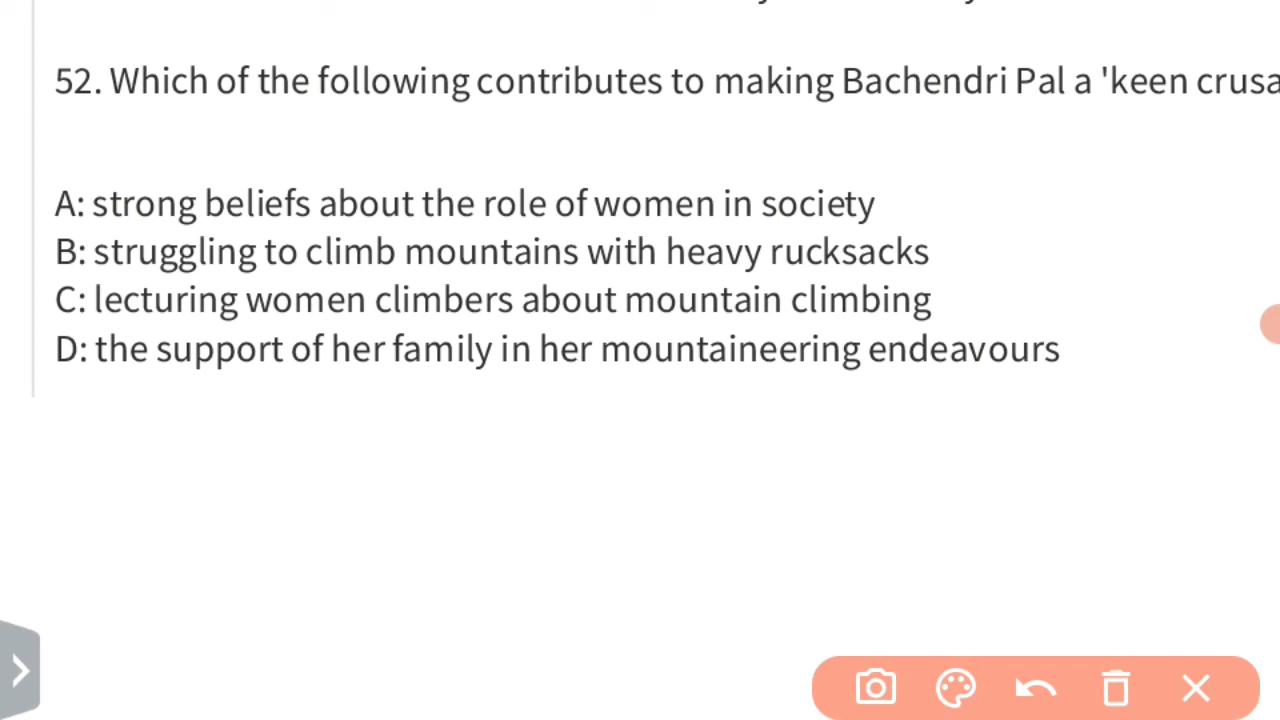 52. Which of the following contributes to making Bachendri Pal a 'keen
A: strong beliefs about the role of women in society
B: struggling to climb mountains with heavy rucksacks
C: lecturing women climbers about mountain climbing
D: the support of her family in her mountaineering endeavours